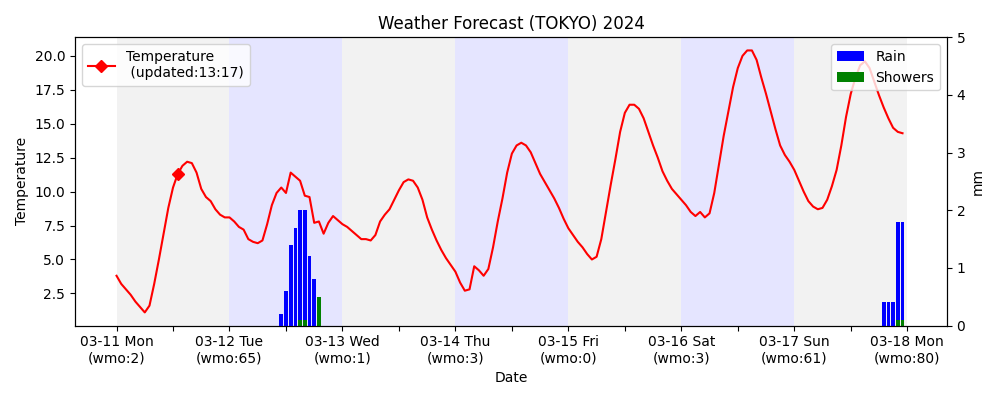 Weather Forecast (TOKYO) 2024
Temperature
(updated:13:17)
Rain
Showers
20.0
17.5
15.0
12.5
10.0
7.5
5.0
2.5
Temperature
5
4
3
2
1
0
mm
03-11 Mon
(wmo:2)
03-12 Tue
(wmo:65)
03-13 Wed
(wmo:1)
03-14 Thu
(wmo:3)
03-15 Fri
(wmo:0)
03-16 Sat
(wmo:3)
03-17 Sun
(wmo:61)
03-18 Mon
(wmo:80)
Date